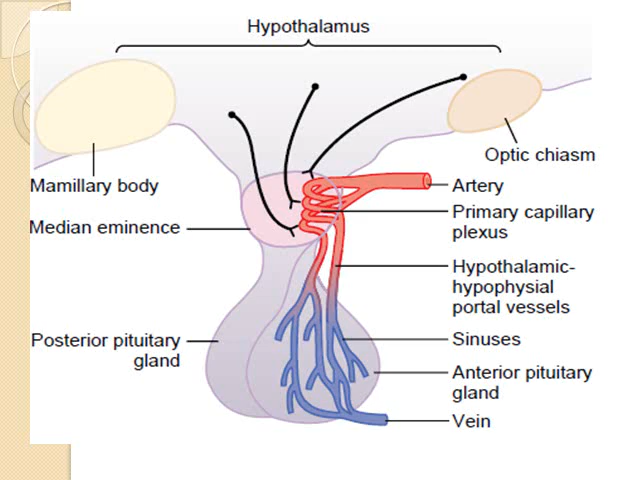 Hypothalamus
Optic chiasm
Mamillary body
Artery
Median eminence
Primary capillary
plexus
Hypothalamic-
hypophysial
portal vessels
Posterior pituitary
gland
Sinuses
Anterior pituitary
gland
Vein